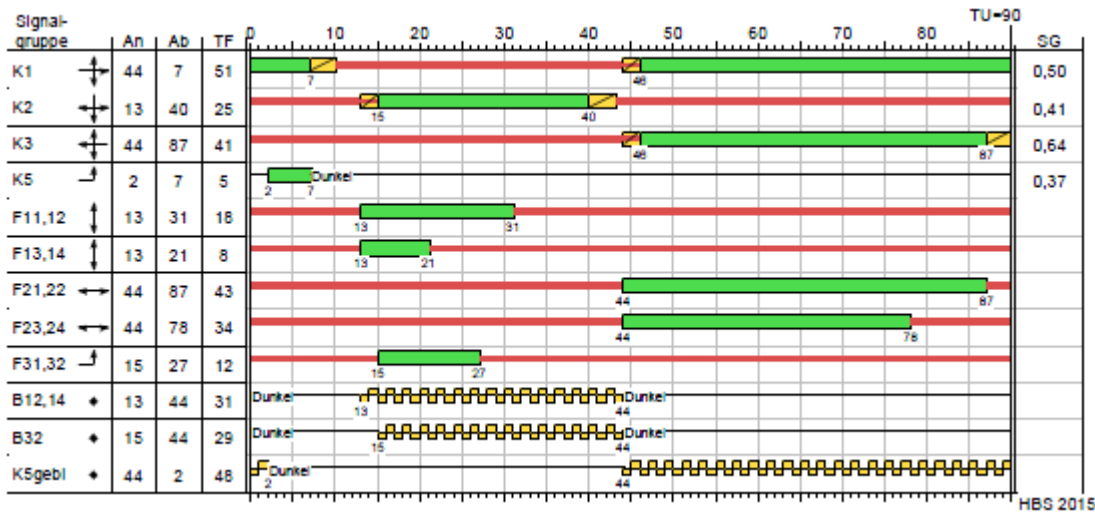 TU=90
Signal-
gruppe An Ab TF 0 10 20 30 40 50 60 70 80 SG
K1 44 7 51 7 46 0,50
K2 13 40 25 15 40 0,41
K3 44 87 41 46 87 0,64
K5 2 7 5 2 7 Dunkel 0,37
F11,12 13 31 18 13 31
F13,14 13 21 8 13 21
F21,22 44 87 43 44 87
F23,24 44 78 34 44 78
F31,32 15 27 12 15 27
B12,14 13 44 31 Dunkel 13 44 Dunkel
B32 15 44 29 Dunkel 15 44 Dunkel
K5gebl 44 2 48 2 Dunkel 44
HBS 2015